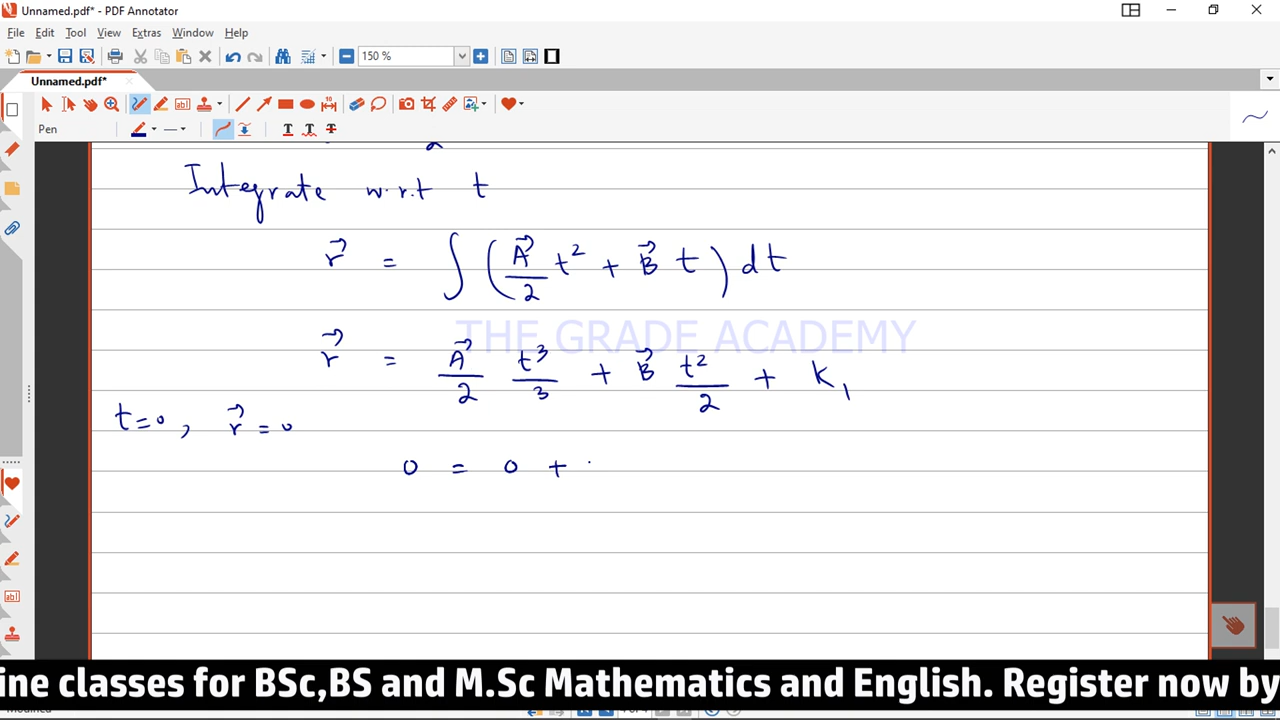 Unnamed.pdf* - PDF Annotator
File Edit Tool View Extras Window Help
150 %
Unnamed.pdf*
Pen
2
Integrate w.r.t t
r⃗ = ∫ (A⃗/2 t² + B⃗ t) dt
THE GRADE ACADEMY
r⃗ = A⃗/2 t³/3 + B⃗ t²/2 + k₁
t=0, r⃗ = 0
0 = 0 +
ine classes for BSc,BS and M.Sc Mathematics and English. Register now by